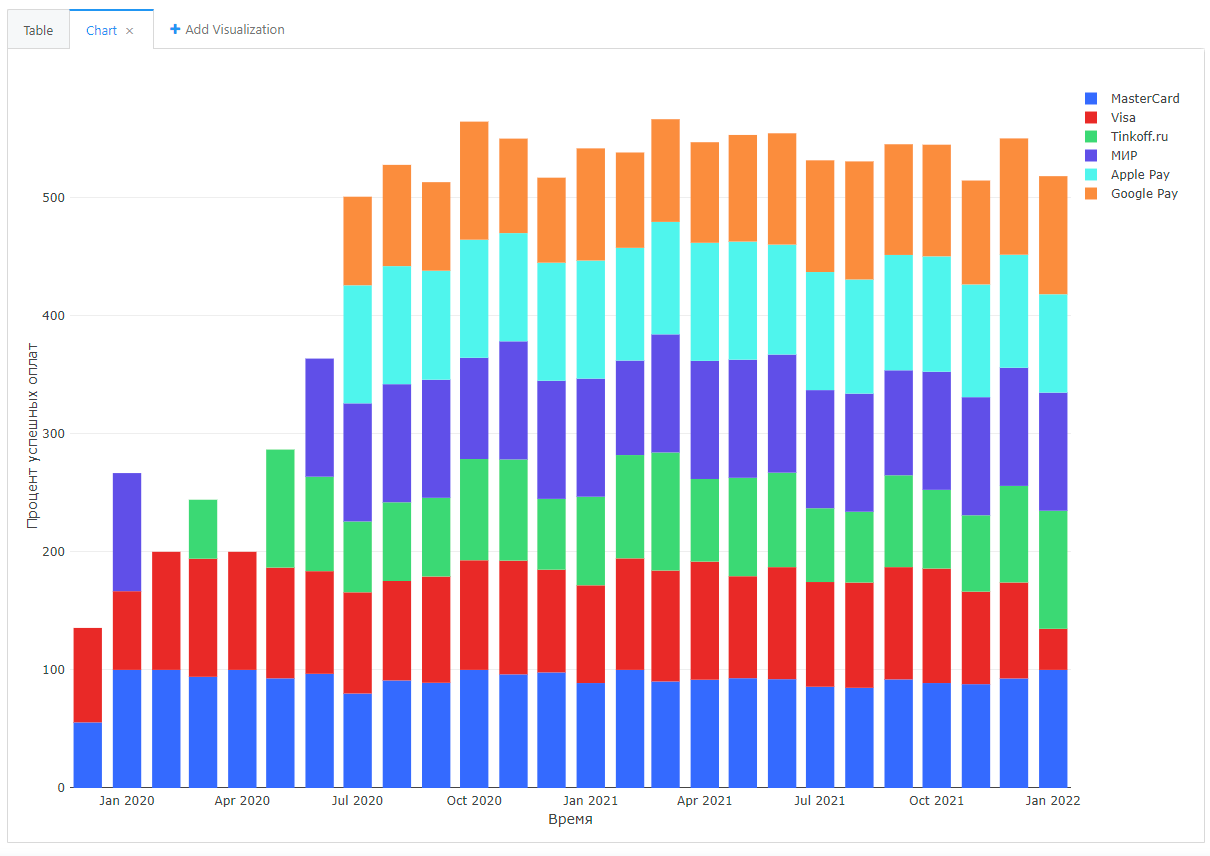 Table
Chart ×
+ Add Visualization
MasterCard
Visa
Tinkoff.ru
МИР
Apple Pay
Google Pay
Процент успешных оплат
500
400
300
200
100
0
Jan 2020
Apr 2020
Jul 2020
Oct 2020
Jan 2021
Apr 2021
Jul 2021
Oct 2021
Jan 2022
Время